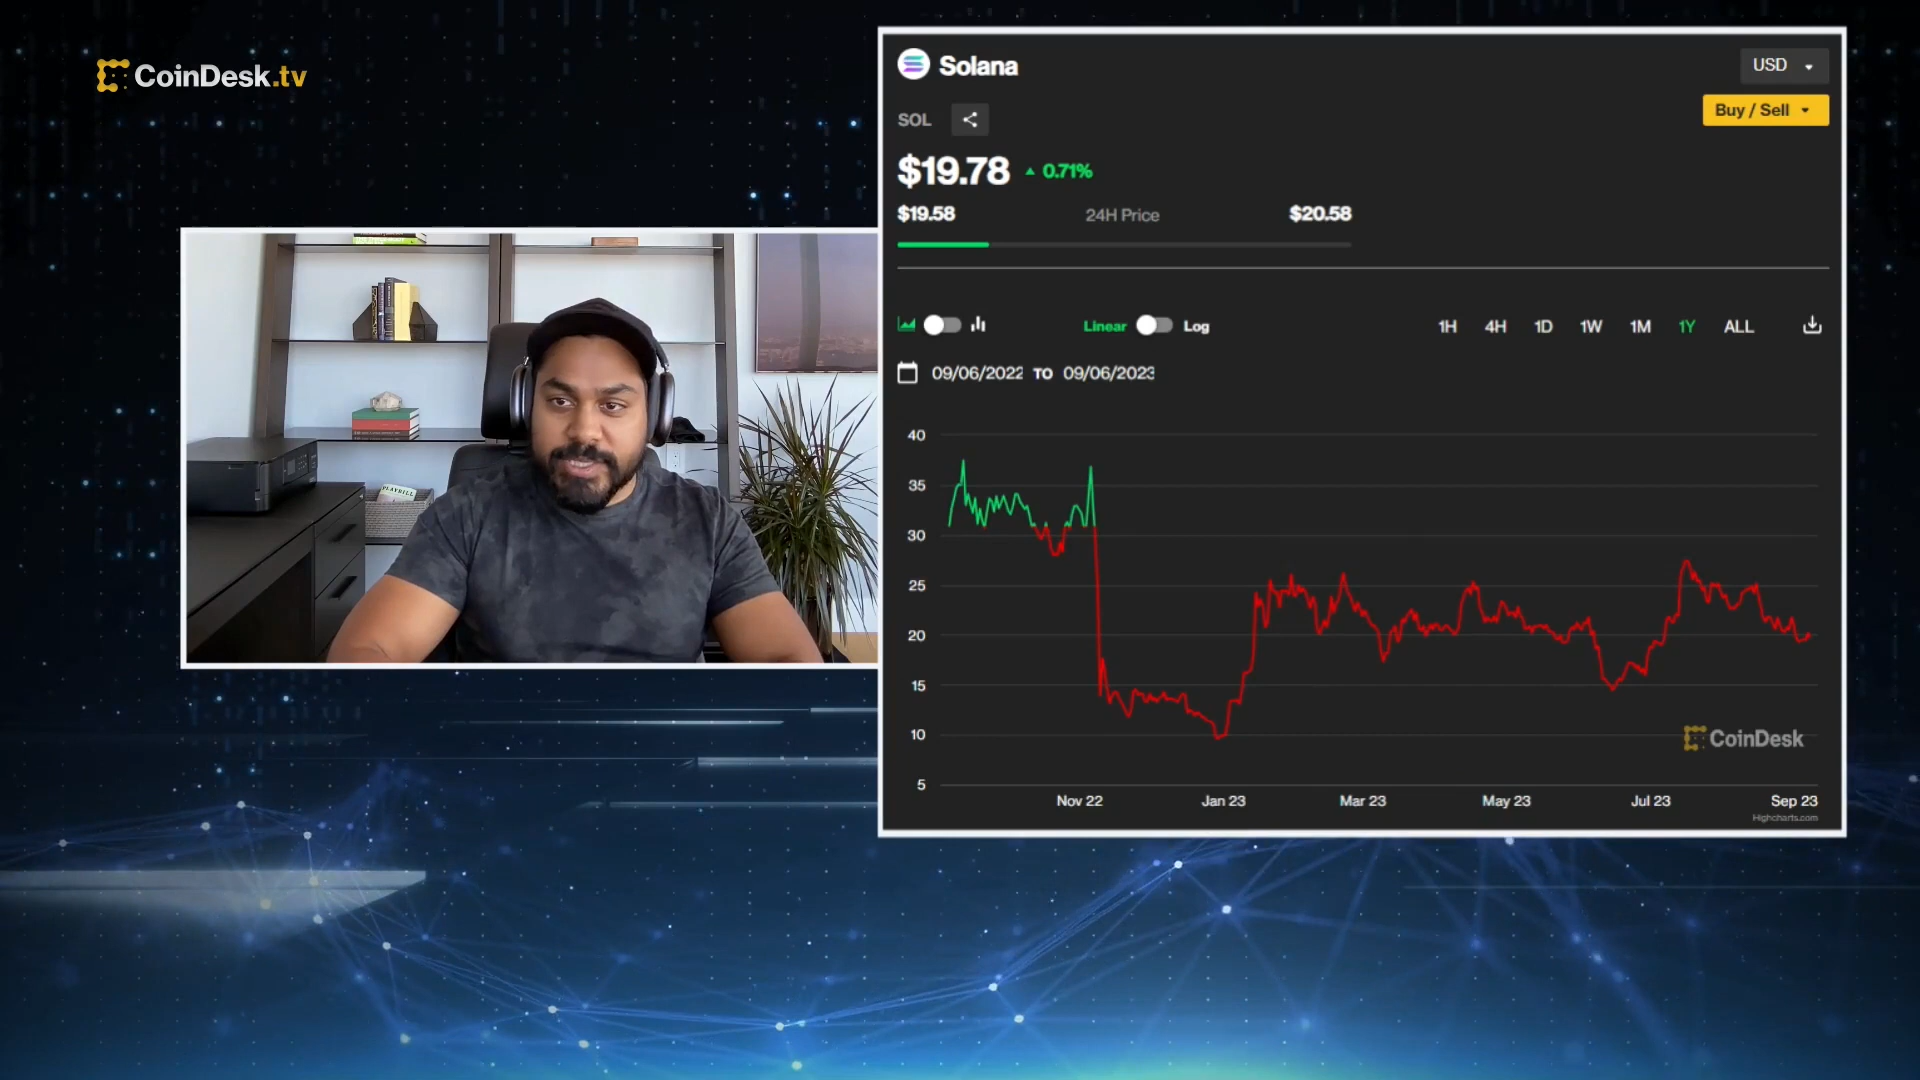 CoinDesk.tv
PLAYBILL
Solana
USD
SOL
Buy / Sell
$19.78 0.71%
$19.58 24H Price $20.58
Linear Log 1H 4H 1D 1W 1M 1Y ALL
09/06/2022 TO 09/06/2023
40
35
30
25
20
15
10
5
CoinDesk
Nov 22 Jan 23 Mar 23 May 23 Jul 23 Sep 23
Highcharts.com